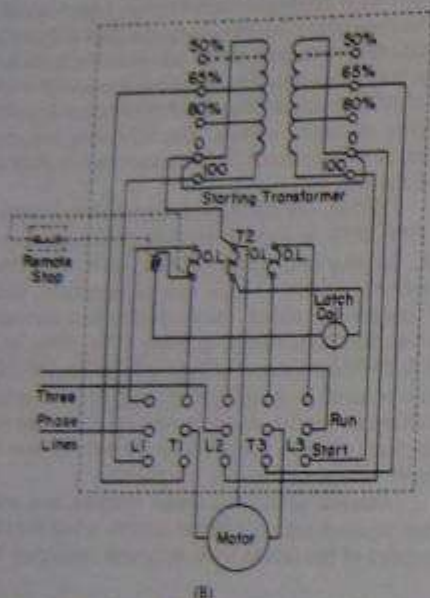 50% 50%
65% 65%
80% 80%
0 0
100 100
Starting Transformer
T2
O.L. O.L. O.L.
Remote
Stop
Latch
Coil
Three
Phase
Lines
Run
L1 T1 L2 T3 L3 Start
Motor
(B)